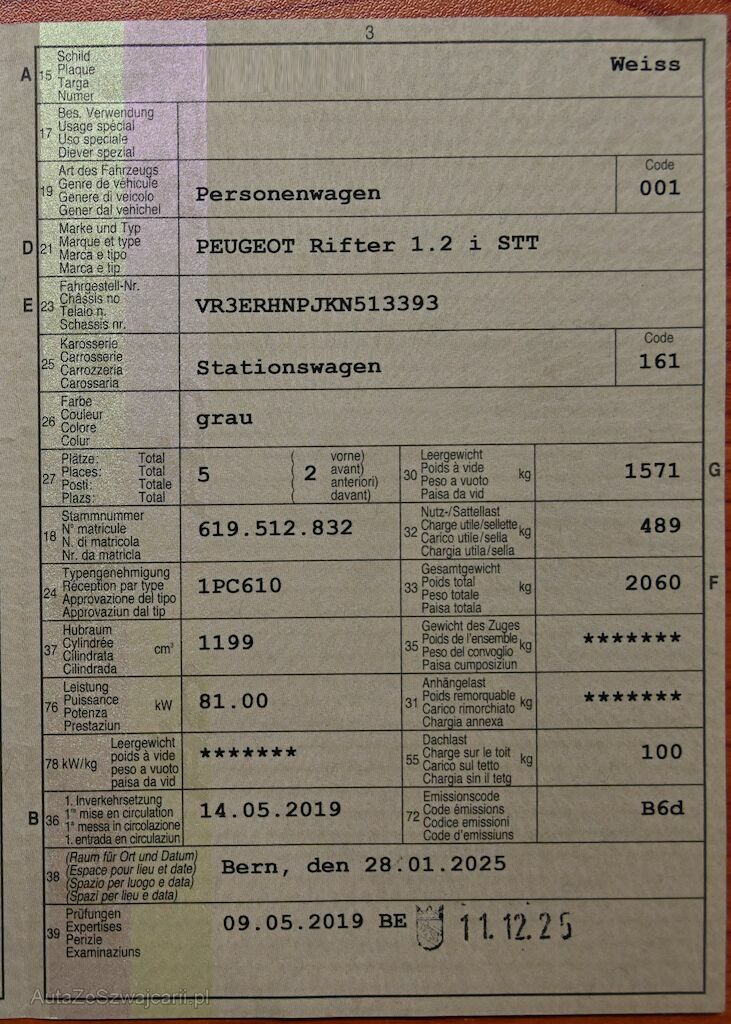 3
A 15 Schild
Plaque
Targa
Numer
Weiss
17 Bes. Verwendung
Usage spécial
Uso speciale
Diever spezial
19 Art des Fahrzeugs
Genre de véhicule
Genere di veicolo
Gener dal vehichel
Personenwagen
Code
001
D 21 Marke und Typ
Marque et type
Marca e tipo
Marca e tip
PEUGEOT Rifter 1.2 i STT
E 23 Fahrgestell-Nr.
Châssis no
Telaio n.
Schassis nr.
VR3ERHNPJKN513393
25 Karosserie
Carrosserie
Carrozzeria
Carossaria
Stationswagen
Code
161
26 Farbe
Couleur
Colore
Colur
grau
27 Plätze: Total
Places: Total
Posti: Totale
Plazs: Total
5
( 2 vorne)
( avant)
( anteriori)
( davant)
30 Leergewicht
Poids à vide
Peso a vuoto
Paisa da vid
kg
1571
G
18 Stammnummer
N° matricule
N. di matricola
Nr. da matricla
619.512.832
32 Nutz-/Sattellast
Charge utile/sellette
Carico utile/sella
Chargia utila/sella
kg
489
24 Typengenehmigung
Réception par type
Approvazione del tipo
Approvaziun dal tip
1PC610
33 Gesamtgewicht
Poids total
Peso totale
Paisa totala
kg
2060
F
37 Hubraum
Cylindrée
Cilindrata
Cilindrada
cm³
1199
35 Gewicht des Zuges
Poids de l'ensemble
Peso del convoglio
Paisa cumposiziun
kg
*******
76 Leistung
Puissance
Potenza
Prestaziun
kW
81.00
31 Anhängelast
Poids remorquable
Carico rimorchiato
Chargia annexa
kg
*******
78 kW/kg
Leergewicht
poids à vide
peso a vuoto
paisa da vid
*******
55 Dachlast
Charge sur le toit
Carico sul tetto
Chargia sin il tetg
kg
100
B 36 1. Inverkehrsetzung
1re mise en circulation
1a messa in circolazione
1. entrada en circulaziun
14.05.2019
72 Emissionscode
Code émissions
Codice emissioni
Code d'emissiuns
B6d
38 (Raum für Ort und Datum)
(Espace pour lieu et date)
(Spazio per luogo e data)
(Spazi per lieu e data)
Bern, den 28.01.2025
39 Prüfungen
Expertises
Perizie
Examinaziuns
09.05.2019 BE 11.12.25
AutaZeSzwajcarii.pl